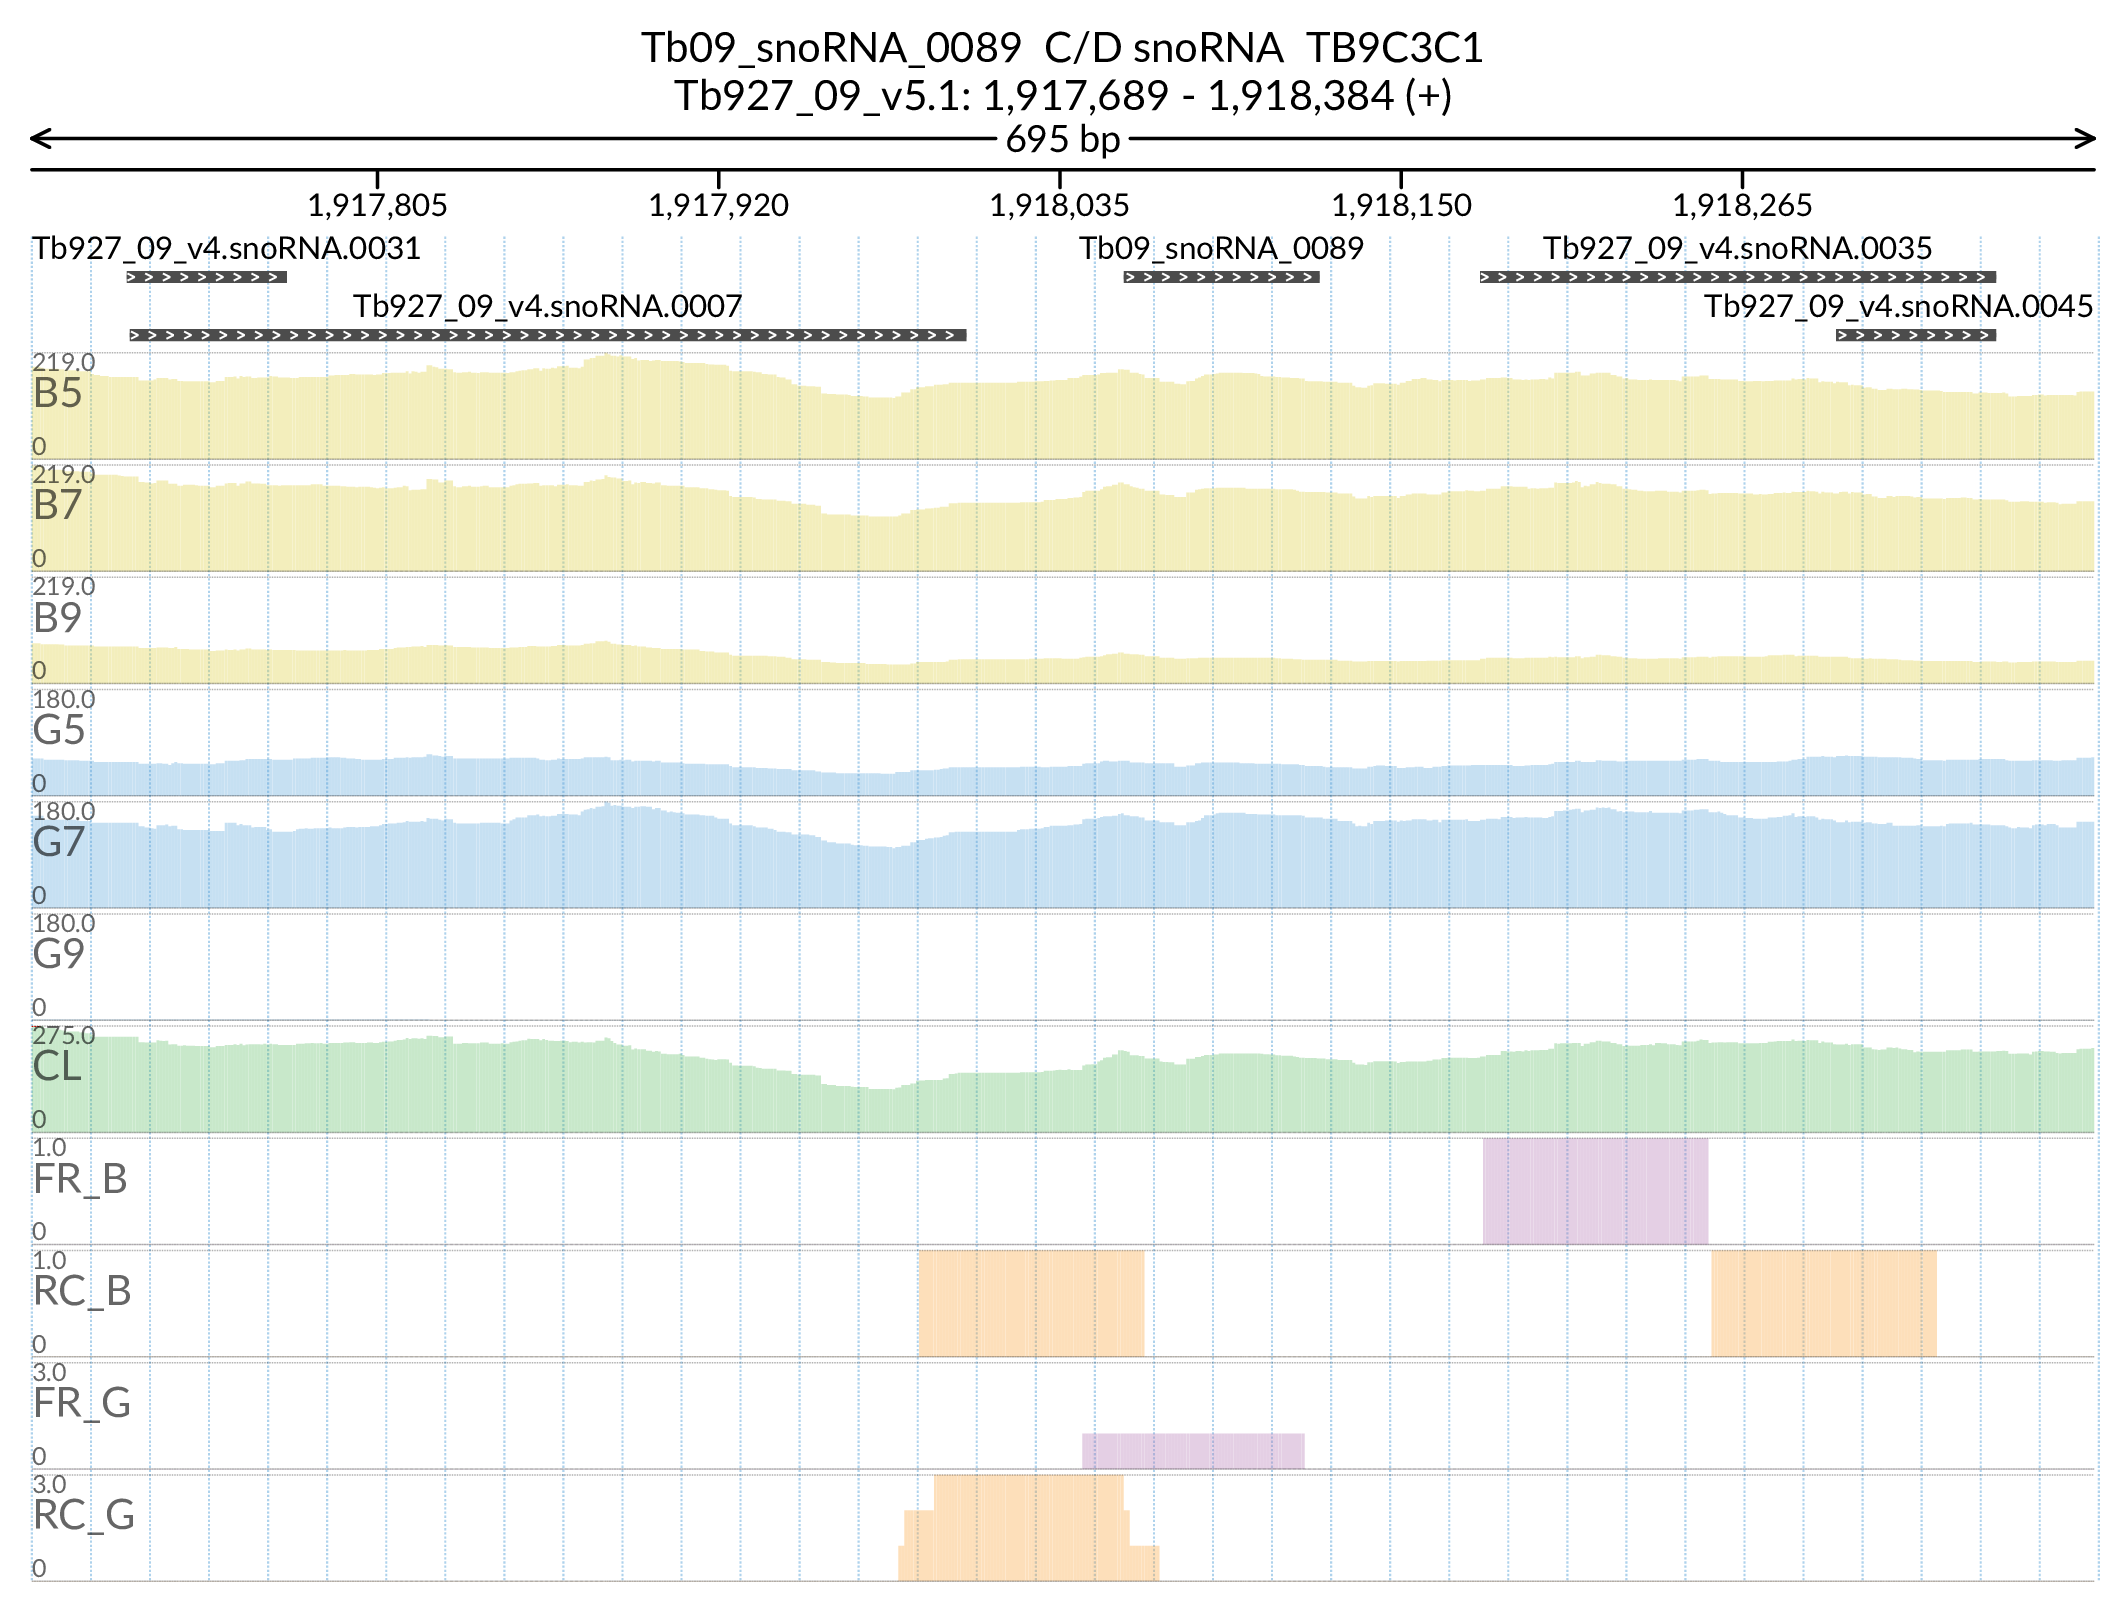 Tb09_snoRNA_0089  C/D snoRNA  TB9C3C1
Tb927_09_v5.1: 1,917,689 - 1,918,384 (+)
695 bp
1,917,805 1,917,920 1,918,035 1,918,150 1,918,265
Tb927_09_v4.snoRNA.0031 Tb09_snoRNA_0089 Tb927_09_v4.snoRNA.0035
Tb927_09_v4.snoRNA.0007 Tb927_09_v4.snoRNA.0045
219.0
B5
0
219.0
B7
0
219.0
B9
0
180.0
G5
0
180.0
G7
0
180.0
G9
0
275.0
CL
0
1.0
FR_B
0
1.0
RC_B
0
3.0
FR_G
0
3.0
RC_G
0